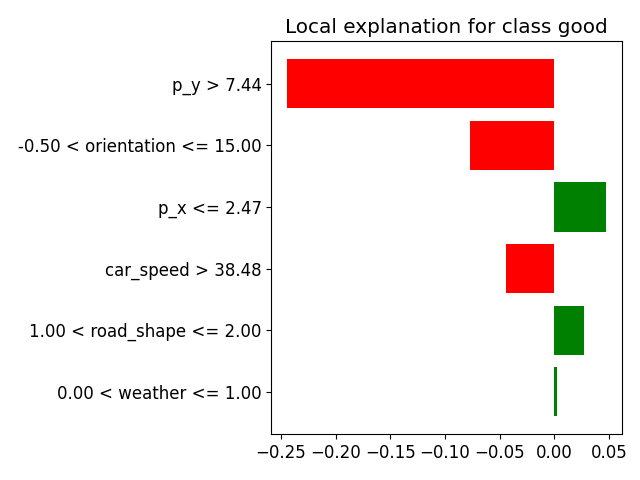 Local explanation for class good
p_y > 7.44
-0.50 < orientation <= 15.00
p_x <= 2.47
car_speed > 38.48
1.00 < road_shape <= 2.00
0.00 < weather <= 1.00
−0.25 −0.20 −0.15 −0.10 −0.05 0.00 0.05